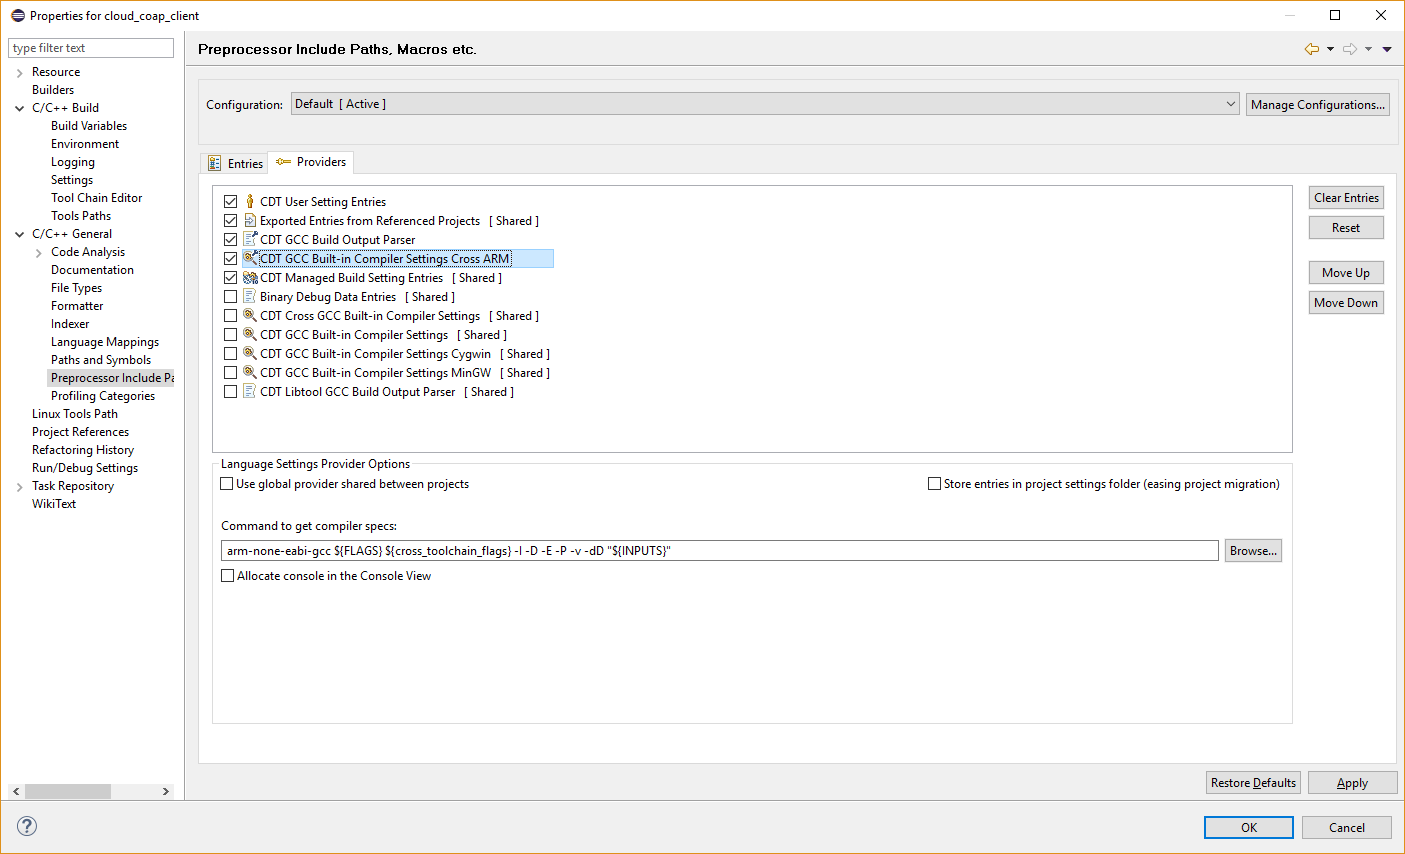 Properties for cloud_coap_client
type filter text
Resource
Builders
C/C++ Build
Build Variables
Environment
Logging
Settings
Tool Chain Editor
Tools Paths
C/C++ General
Code Analysis
Documentation
File Types
Formatter
Indexer
Language Mappings
Paths and Symbols
Preprocessor Include Pa
Profiling Categories
Linux Tools Path
Project References
Refactoring History
Run/Debug Settings
Task Repository
WikiText
Preprocessor Include Paths, Macros etc.
Configuration: Default [ Active ] Manage Configurations...
Entries Providers
CDT User Setting Entries
Exported Entries from Referenced Projects [ Shared ]
CDT GCC Build Output Parser
CDT GCC Built-in Compiler Settings Cross ARM
CDT Managed Build Setting Entries [ Shared ]
Binary Debug Data Entries [ Shared ]
CDT Cross GCC Built-in Compiler Settings [ Shared ]
CDT GCC Built-in Compiler Settings [ Shared ]
CDT GCC Built-in Compiler Settings Cygwin [ Shared ]
CDT GCC Built-in Compiler Settings MinGW [ Shared ]
CDT Libtool GCC Build Output Parser [ Shared ]
Clear Entries
Reset
Move Up
Move Down
Language Settings Provider Options
Use global provider shared between projects Store entries in project settings folder (easing project migration)
Command to get compiler specs:
arm-none-eabi-gcc ${FLAGS} ${cross_toolchain_flags} -I -D -E -P -v -dD "${INPUTS}" Browse...
Allocate console in the Console View
Restore Defaults Apply
OK Cancel